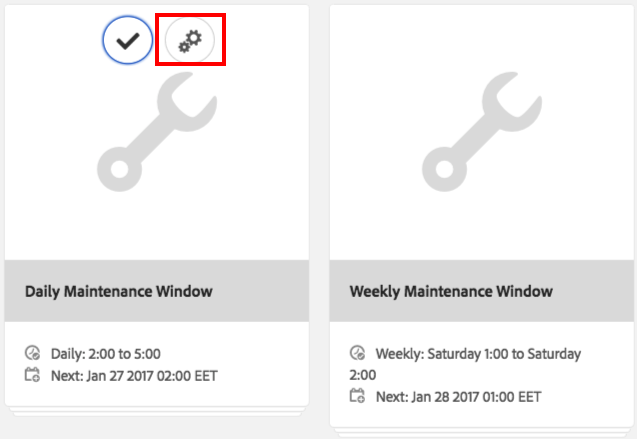 Daily Maintenance Window
Daily: 2:00 to 5:00
Next: Jan 27 2017 02:00 EET
Weekly Maintenance Window
Weekly: Saturday 1:00 to Saturday
2:00
Next: Jan 28 2017 01:00 EET